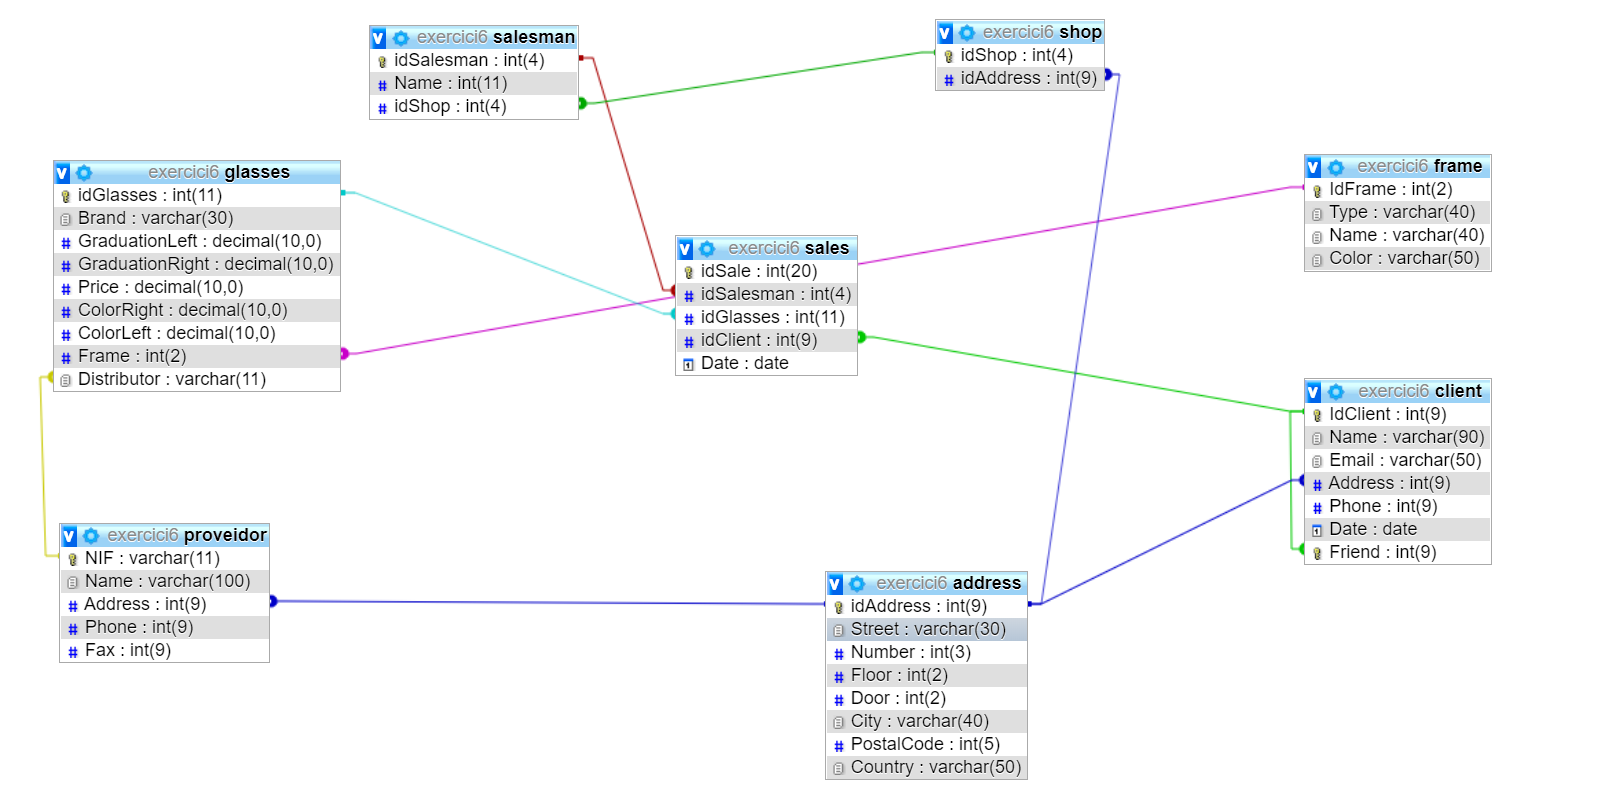 exercici6 salesman
idSalesman : int(4)
Name : int(11)
idShop : int(4)
exercici6 shop
idShop : int(4)
idAddress : int(9)
exercici6 glasses
idGlasses : int(11)
Brand : varchar(30)
GraduationLeft : decimal(10,0)
GraduationRight : decimal(10,0)
Price : decimal(10,0)
ColorRight : decimal(10,0)
ColorLeft : decimal(10,0)
Frame : int(2)
Distributor : varchar(11)
exercici6 frame
IdFrame : int(2)
Type : varchar(40)
Name : varchar(40)
Color : varchar(50)
exercici6 sales
idSale : int(20)
idSalesman : int(4)
idGlasses : int(11)
idClient : int(9)
Date : date
exercici6 client
IdClient : int(9)
Name : varchar(90)
Email : varchar(50)
Address : int(9)
Phone : int(9)
Date : date
Friend : int(9)
exercici6 proveidor
NIF : varchar(11)
Name : varchar(100)
Address : int(9)
Phone : int(9)
Fax : int(9)
exercici6 address
idAddress : int(9)
Street : varchar(30)
Number : int(3)
Floor : int(2)
Door : int(2)
City : varchar(40)
PostalCode : int(5)
Country : varchar(50)